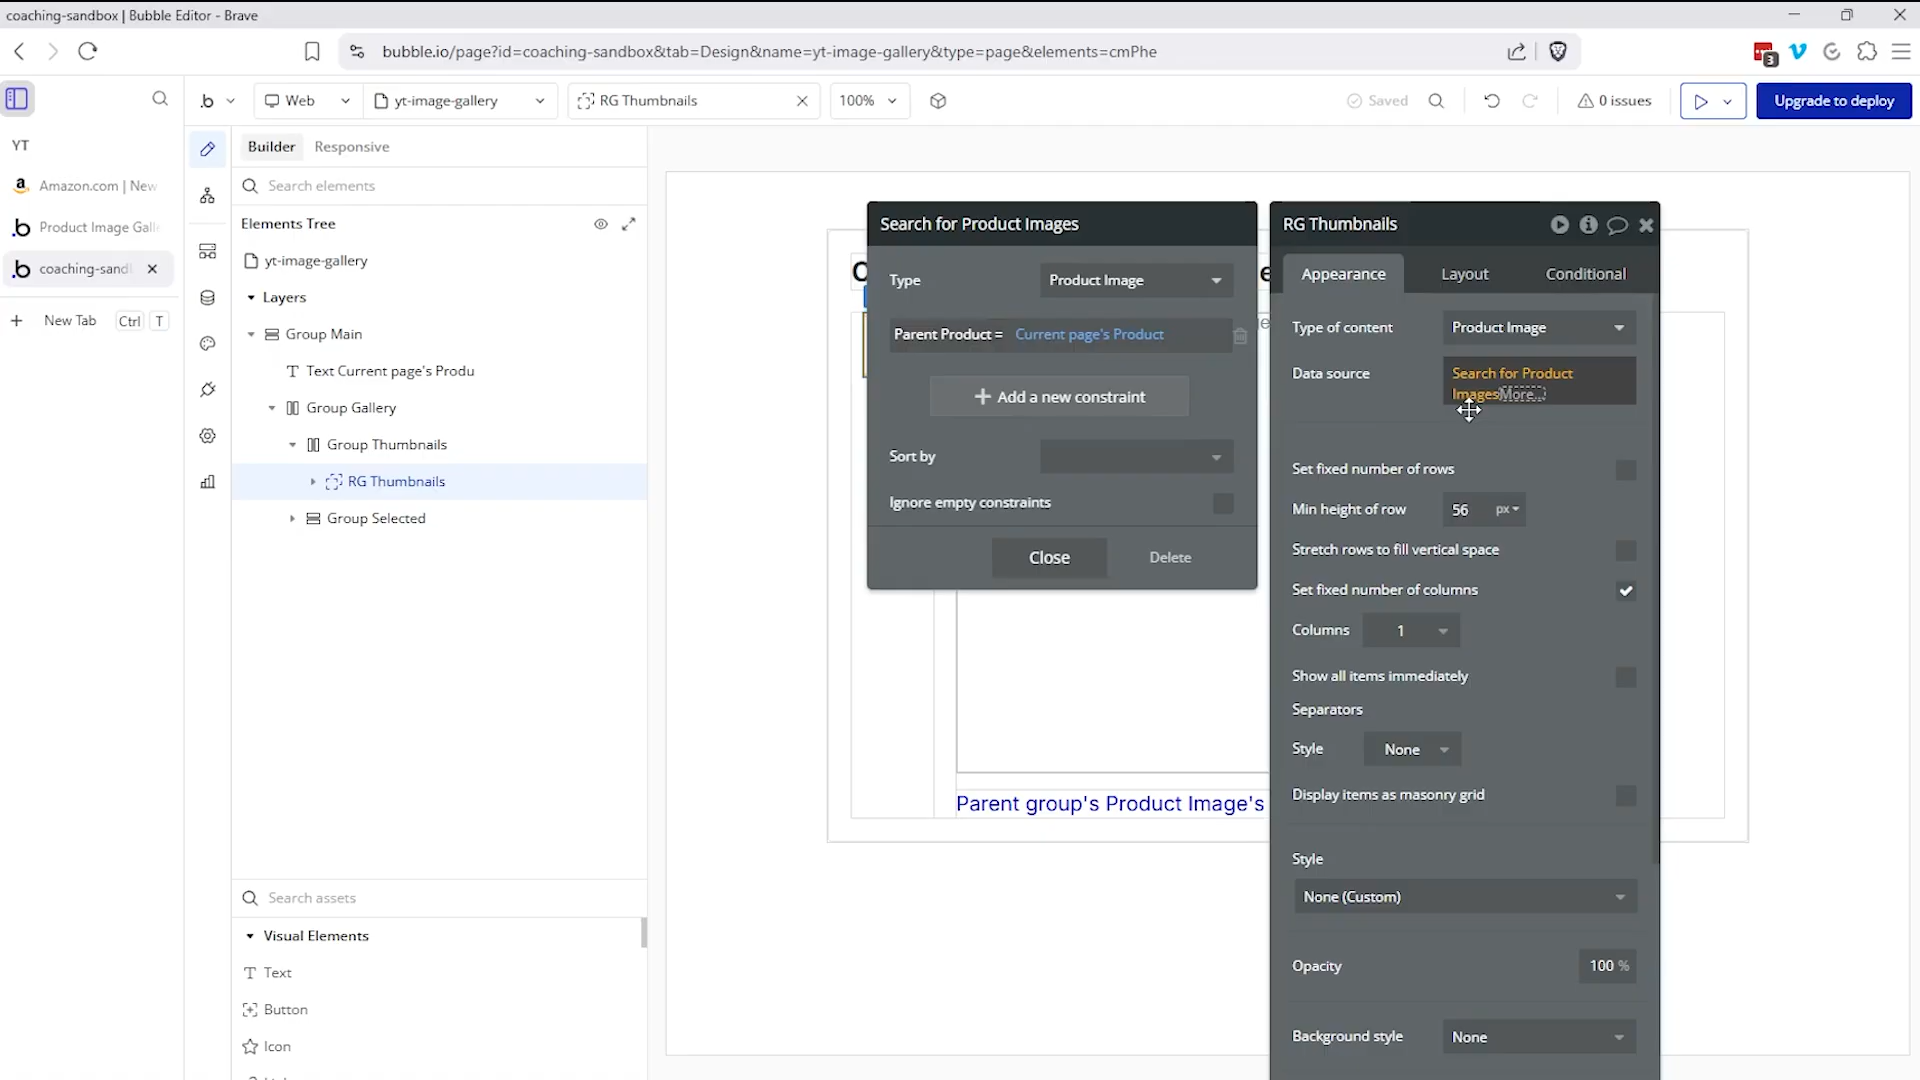 coaching-sandbox | Bubble Editor - Brave
bubble.io/page?id=coaching-sandbox&tab=Design&name=yt-image-gallery&type=page&elements=cmPhe
3
YT
Amazon.com | New
Product Image Galle
coaching-sandl
New Tab
Ctrl
T
Web
yt-image-gallery
RG Thumbnails
100%
Saved
0 issues
Upgrade to deploy
Builder
Responsive
Search elements
Elements Tree
yt-image-gallery
Layers
Group Main
Text Current page's Produ
Group Gallery
Group Thumbnails
RG Thumbnails
Group Selected
Search assets
Visual Elements
Text
Button
Icon
Search for Product Images
Type
Product Image
Parent Product =
Current page's Product
Add a new constraint
Sort by
Ignore empty constraints
Close
Delete
Parent group's Product Image's
RG Thumbnails
Appearance
Layout
Conditional
Type of content
Product Image
Data source
Search for Product
ImagesMore...
Set fixed number of rows
Min height of row
56
px
Stretch rows to fill vertical space
Set fixed number of columns
Columns
1
Show all items immediately
Separators
Style
None
Display items as masonry grid
Style
None (Custom)
Opacity
100 %
Background style
None